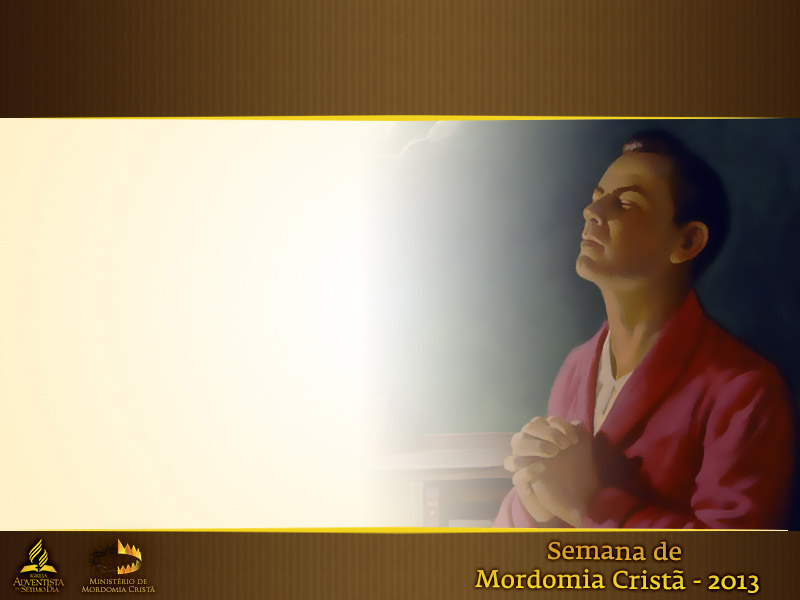 Semana de
Mordomia Cristã - 2013
IGREJA
ADVENTISTA
DO SÉTIMO DIA
MINISTÉRIO DE
MORDOMIA CRISTÃ